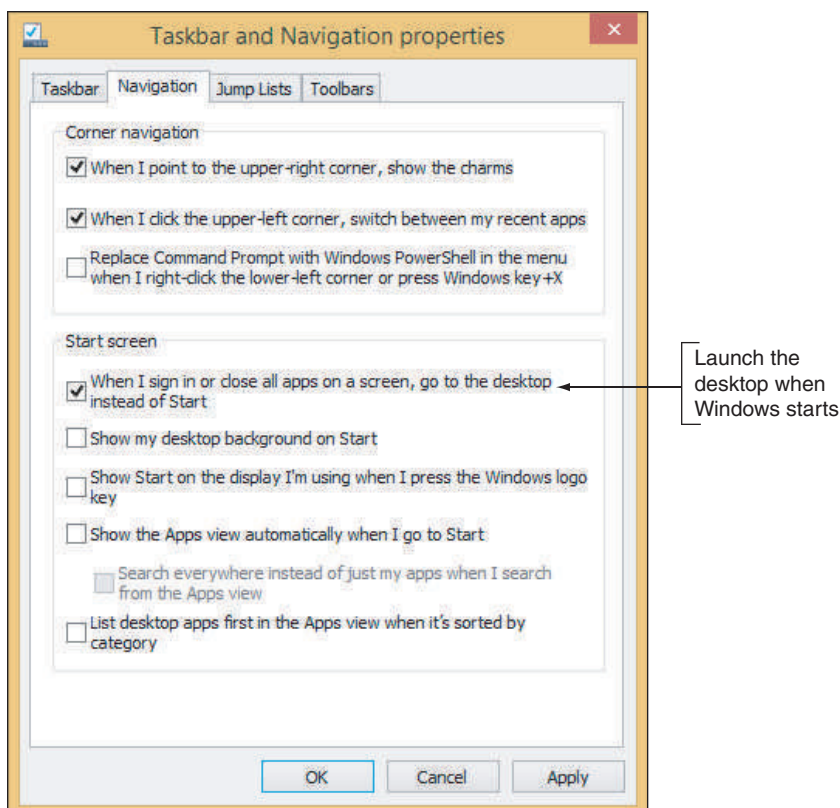 Taskbar and Navigation properties
Taskbar
Navigation
Jump Lists
Toolbars
Corner navigation
When I point to the upper-right corner, show the charms
When I click the upper-left corner, switch between my recent apps
Replace Command Prompt with Windows PowerShell in the menu
when I right-click the lower-left corner or press Windows key+X
Start screen
When I sign in or close all apps on a screen, go to the desktop
instead of Start
Show my desktop background on Start
Show Start on the display I'm using when I press the Windows logo
key
Show the Apps view automatically when I go to Start
Search everywhere instead of just my apps when I search
from the Apps view
List desktop apps first in the Apps view when it's sorted by
category
OK
Cancel
Apply
Launch the
desktop when
Windows starts